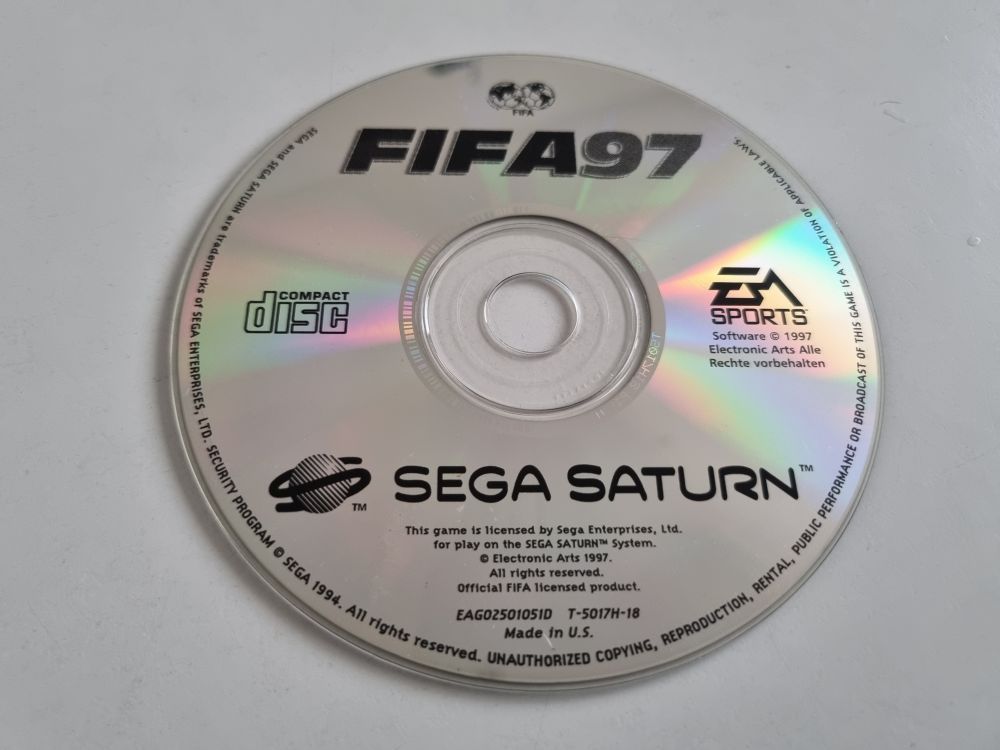 FIFA
FIFA97
COMPACT
disc
EA
SPORTS
Software © 1997
Electronic Arts Alle
Rechte vorbehalten
SEGA SATURN™
TM
This game is licensed by Sega Enterprises, Ltd.
for play on the SEGA SATURN™ System.
© Electronic Arts 1997.
All rights reserved.
Official FIFA licensed product.
EAG02501051D T-5017H-18
Made in U.S.
SEGA and SEGA SATURN are trademarks of SEGA ENTERPRISES, LTD. SECURITY PROGRAM © SEGA 1994. All rights reserved. UNAUTHORIZED COPYING, REPRODUCTION, RENTAL, PUBLIC PERFORMANCE OR BROADCAST OF THIS GAME IS A VIOLATION OF APPLICABLE LAWS.